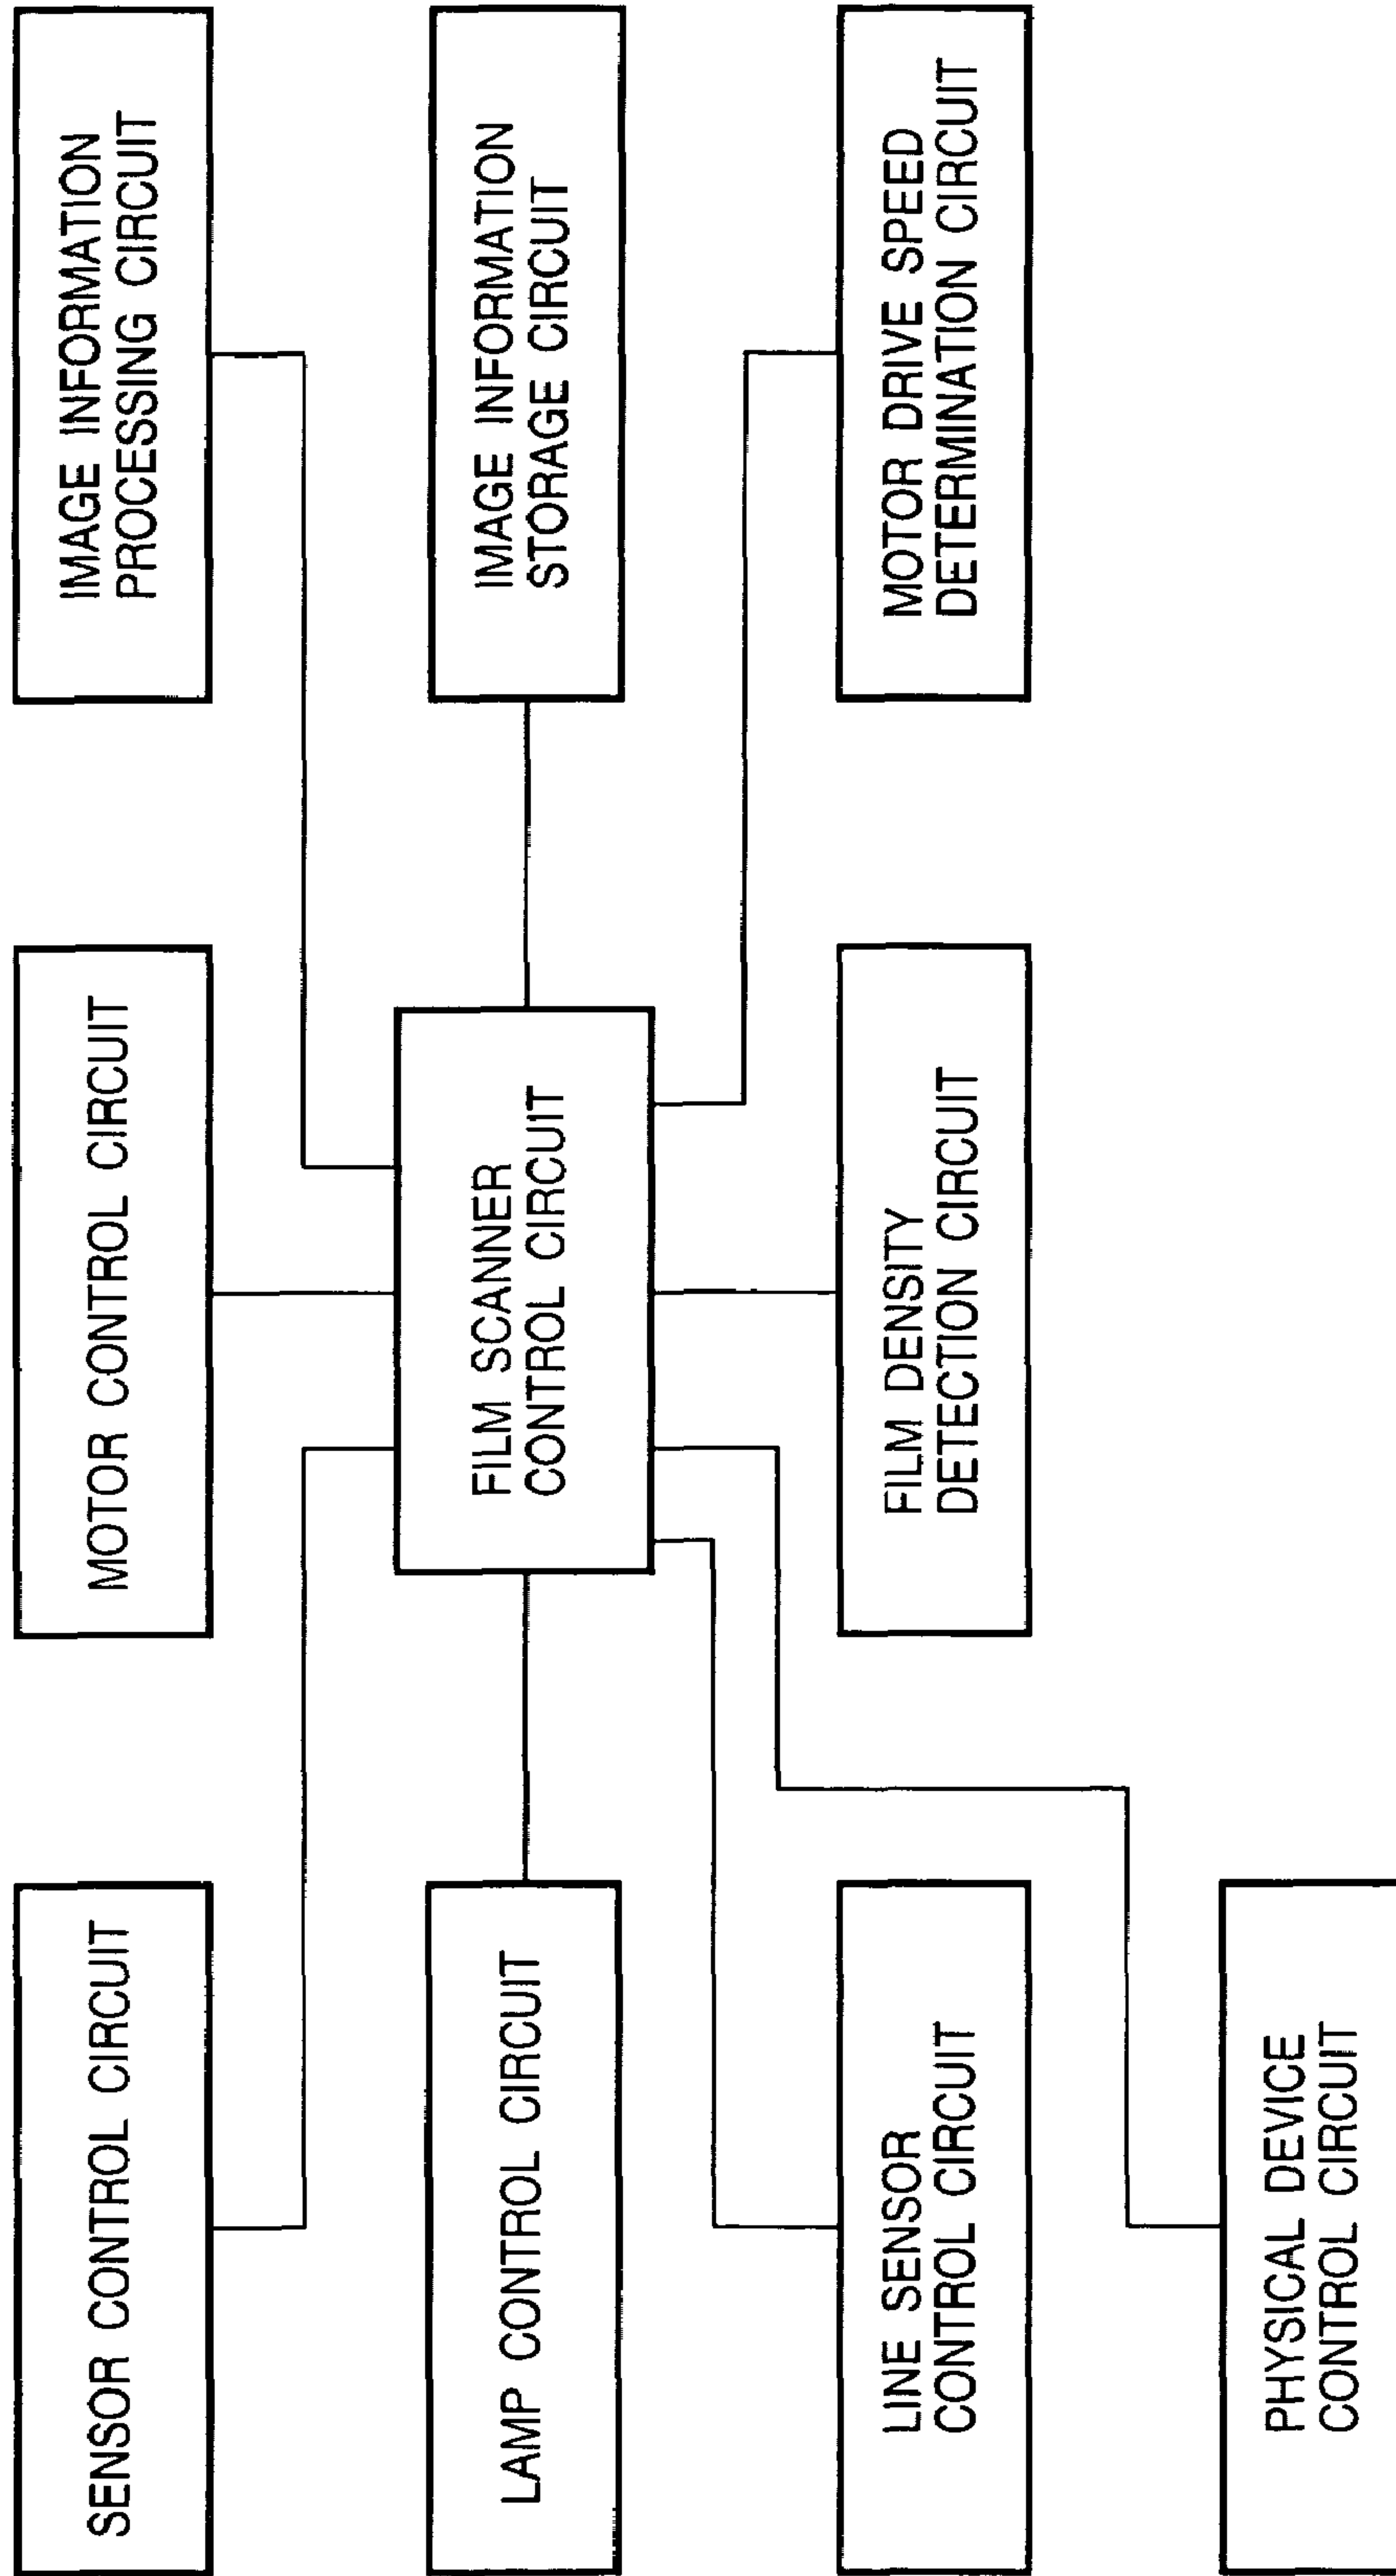 SENSOR CONTROL CIRCUIT
MOTOR CONTROL CIRCUIT
IMAGE INFORMATION
PROCESSING CIRCUIT
LAMP CONTROL CIRCUIT
FILM SCANNER
CONTROL CIRCUIT
IMAGE INFORMATION
STORAGE CIRCUIT
LINE SENSOR
CONTROL CIRCUIT
FILM DENSITY
DETECTION CIRCUIT
MOTOR DRIVE SPEED
DETERMINATION CIRCUIT
PHYSICAL DEVICE
CONTROL CIRCUIT